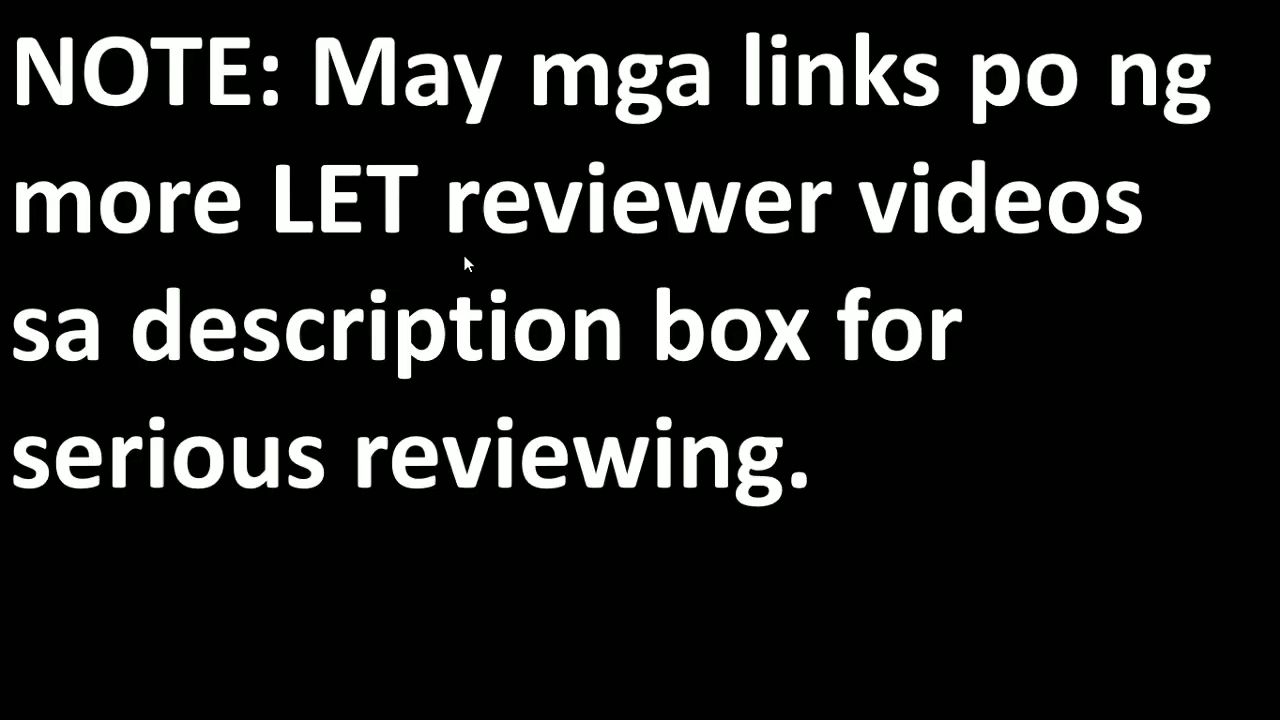 NOTE: May mga links po ng
more LET reviewer videos
sa description box for
serious reviewing.